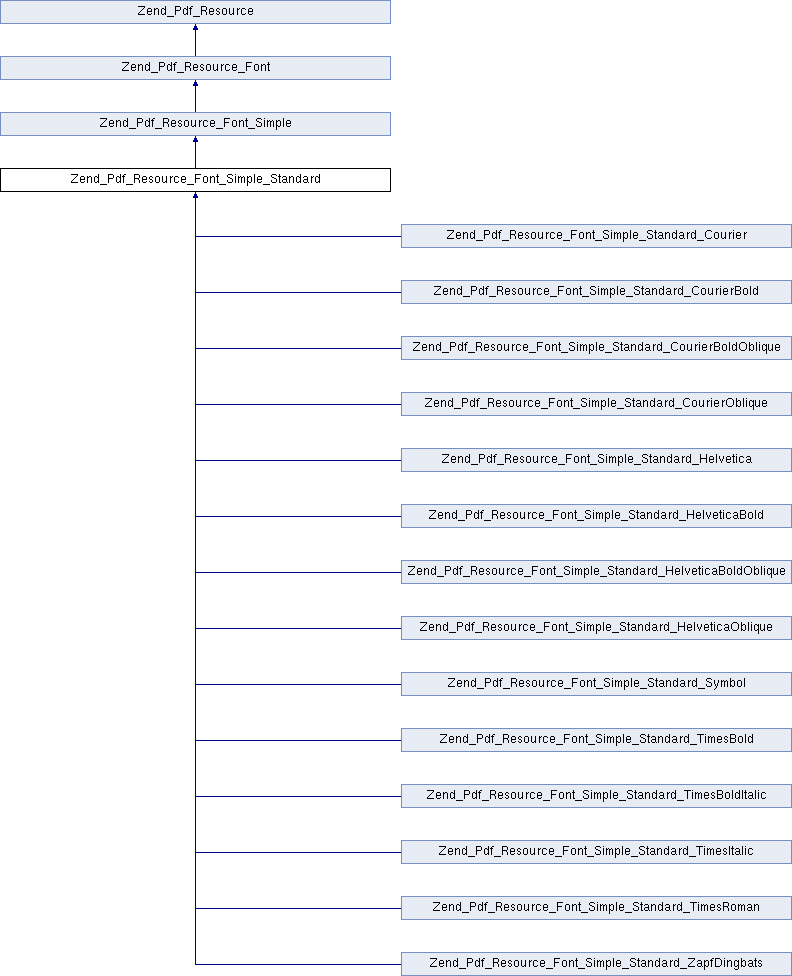 Zend_Pdf_Resource
Zend_Pdf_Resource_Font
Zend_Pdf_Resource_Font_Simple
Zend_Pdf_Resource_Font_Simple_Standard
Zend_Pdf_Resource_Font_Simple_Standard_Courier
Zend_Pdf_Resource_Font_Simple_Standard_CourierBold
Zend_Pdf_Resource_Font_Simple_Standard_CourierBoldOblique
Zend_Pdf_Resource_Font_Simple_Standard_CourierOblique
Zend_Pdf_Resource_Font_Simple_Standard_Helvetica
Zend_Pdf_Resource_Font_Simple_Standard_HelveticaBold
Zend_Pdf_Resource_Font_Simple_Standard_HelveticaBoldOblique
Zend_Pdf_Resource_Font_Simple_Standard_HelveticaOblique
Zend_Pdf_Resource_Font_Simple_Standard_Symbol
Zend_Pdf_Resource_Font_Simple_Standard_TimesBold
Zend_Pdf_Resource_Font_Simple_Standard_TimesBoldItalic
Zend_Pdf_Resource_Font_Simple_Standard_TimesItalic
Zend_Pdf_Resource_Font_Simple_Standard_TimesRoman
Zend_Pdf_Resource_Font_Simple_Standard_ZapfDingbats